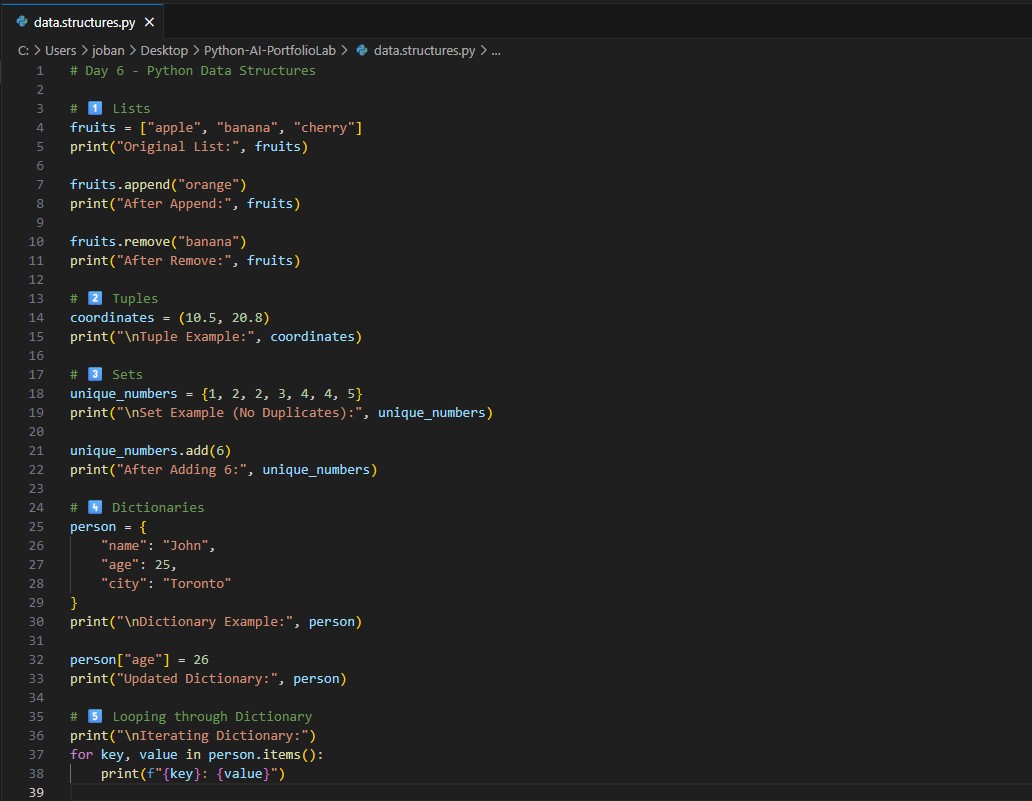 data.structures.py
C: > Users > joban > Desktop > Python-AI-PortfolioLab > data.structures.py > ...
1 # Day 6 - Python Data Structures
2
3 # 1️⃣ Lists
4 fruits = ["apple", "banana", "cherry"]
5 print("Original List:", fruits)
6
7 fruits.append("orange")
8 print("After Append:", fruits)
9
10 fruits.remove("banana")
11 print("After Remove:", fruits)
12
13 # 2️⃣ Tuples
14 coordinates = (10.5, 20.8)
15 print("\nTuple Example:", coordinates)
16
17 # 3️⃣ Sets
18 unique_numbers = {1, 2, 2, 3, 4, 4, 5}
19 print("\nSet Example (No Duplicates):", unique_numbers)
20
21 unique_numbers.add(6)
22 print("After Adding 6:", unique_numbers)
23
24 # 4️⃣ Dictionaries
25 person = {
26     "name": "John",
27     "age": 25,
28     "city": "Toronto"
29 }
30 print("\nDictionary Example:", person)
31
32 person["age"] = 26
33 print("Updated Dictionary:", person)
34
35 # 5️⃣ Looping through Dictionary
36 print("\nIterating Dictionary:")
37 for key, value in person.items():
38     print(f"{key}: {value}")
39